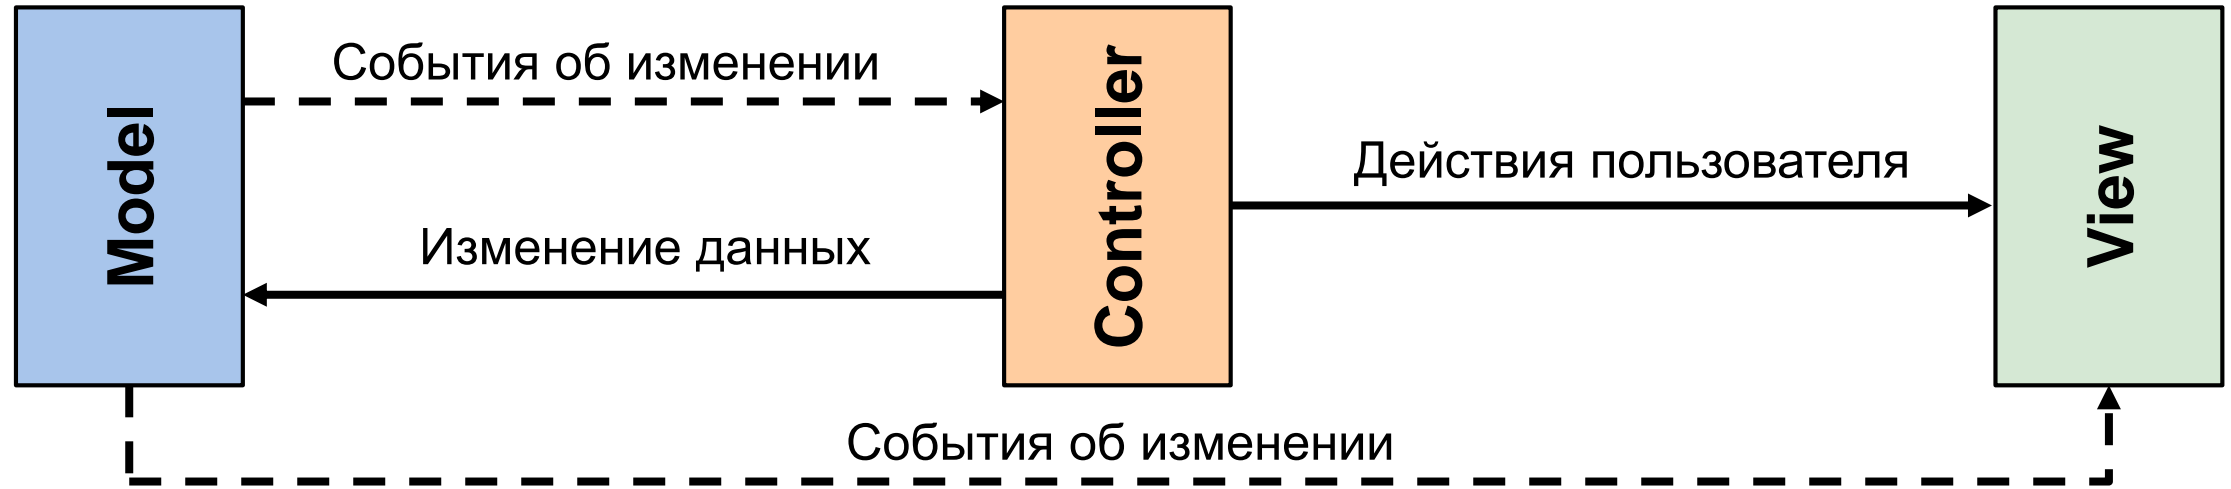 Model
События об изменении
Изменение данных
Controller
Действия пользователя
View
События об изменении